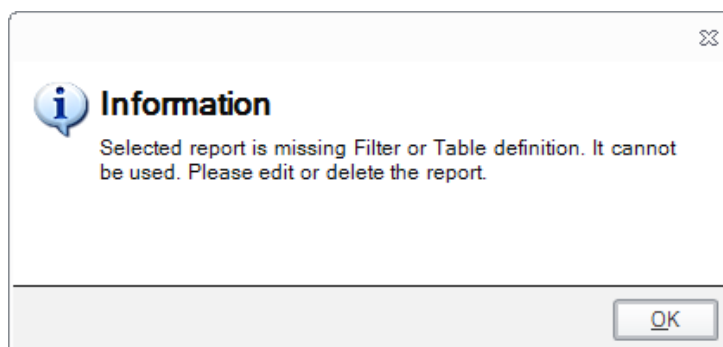 Information
Selected report is missing Filter or Table definition. It cannot
be used. Please edit or delete the report.
OK